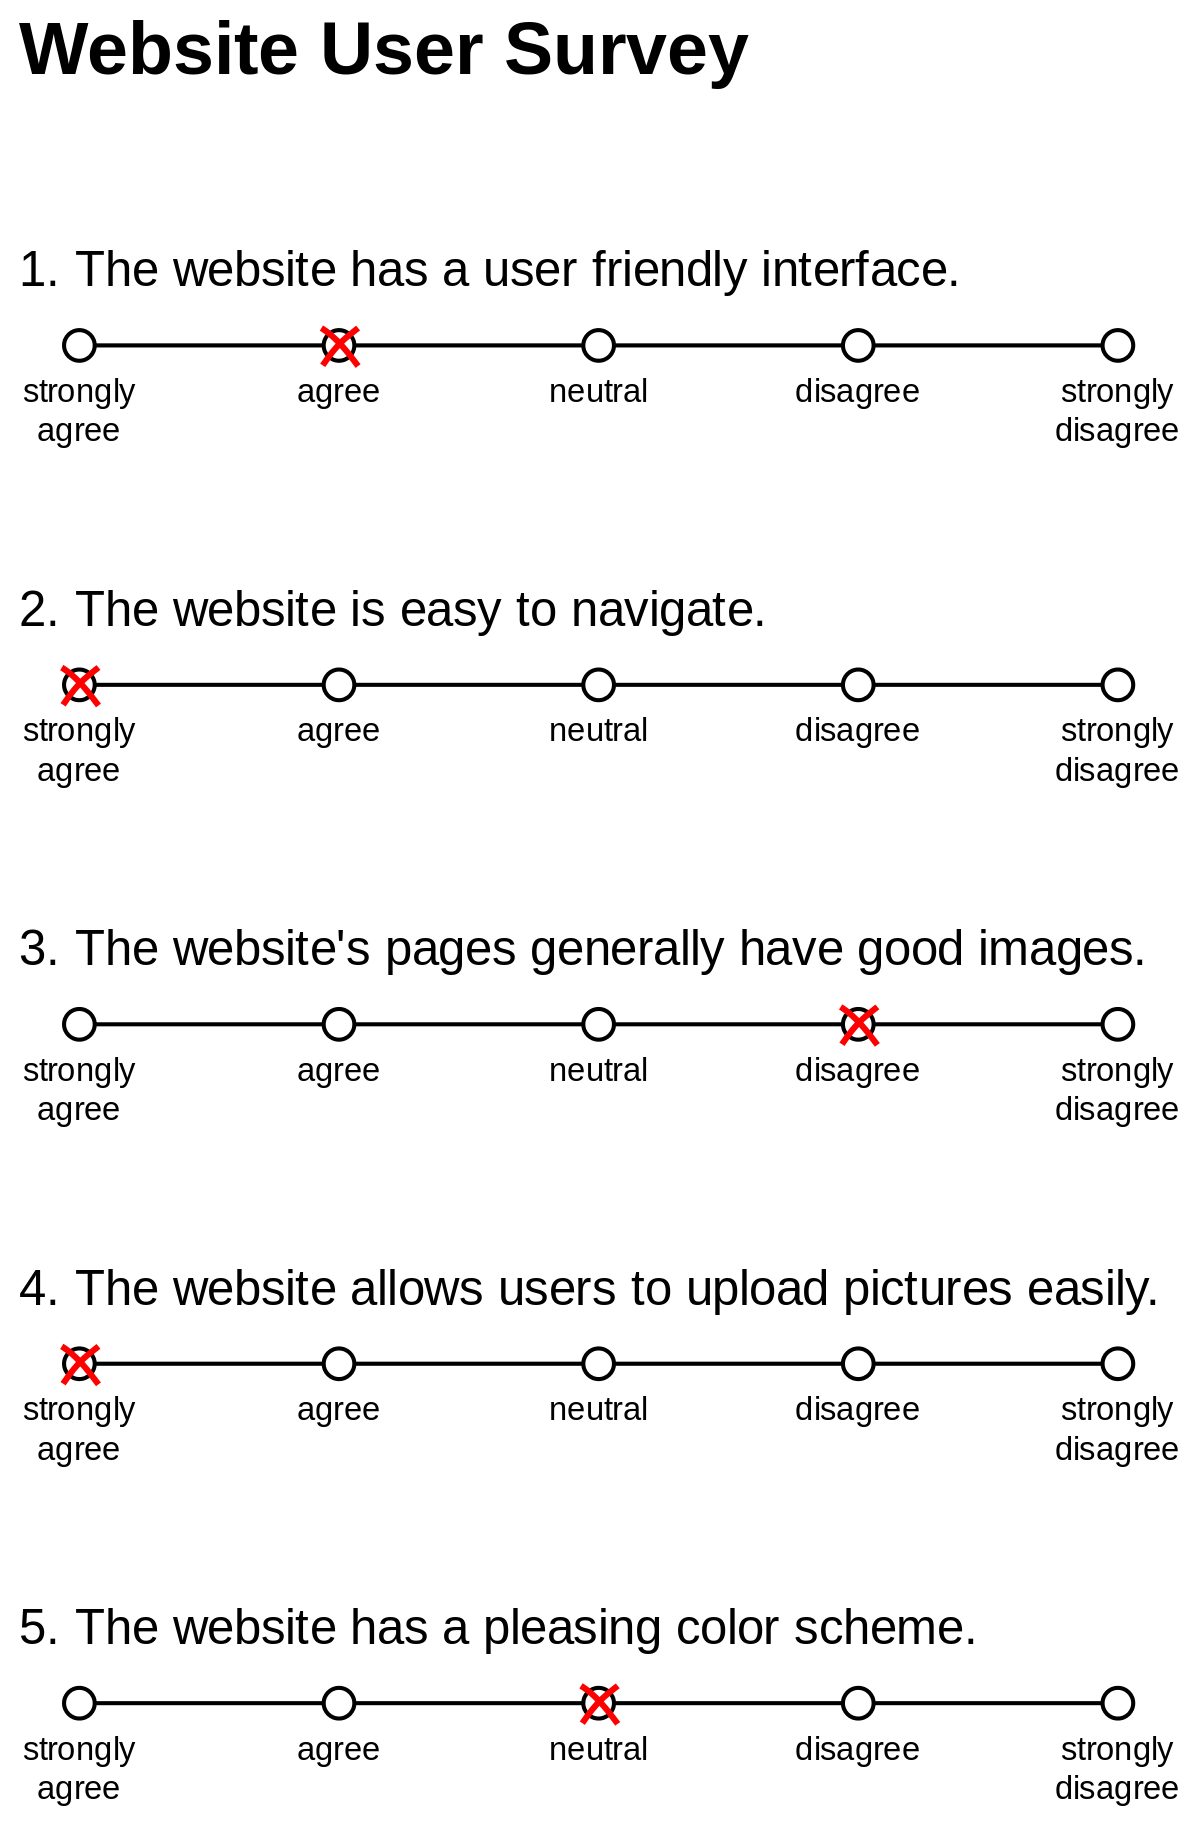 Website User Survey
1. The website has a user friendly interface.
strongly agree neutral disagree strongly
agree disagree
2. The website is easy to navigate.
strongly agree neutral disagree strongly
agree disagree
3. The website's pages generally have good images.
strongly agree neutral disagree strongly
agree disagree
4. The website allows users to upload pictures easily.
strongly agree neutral disagree strongly
agree disagree
5. The website has a pleasing color scheme.
strongly agree neutral disagree strongly
agree disagree